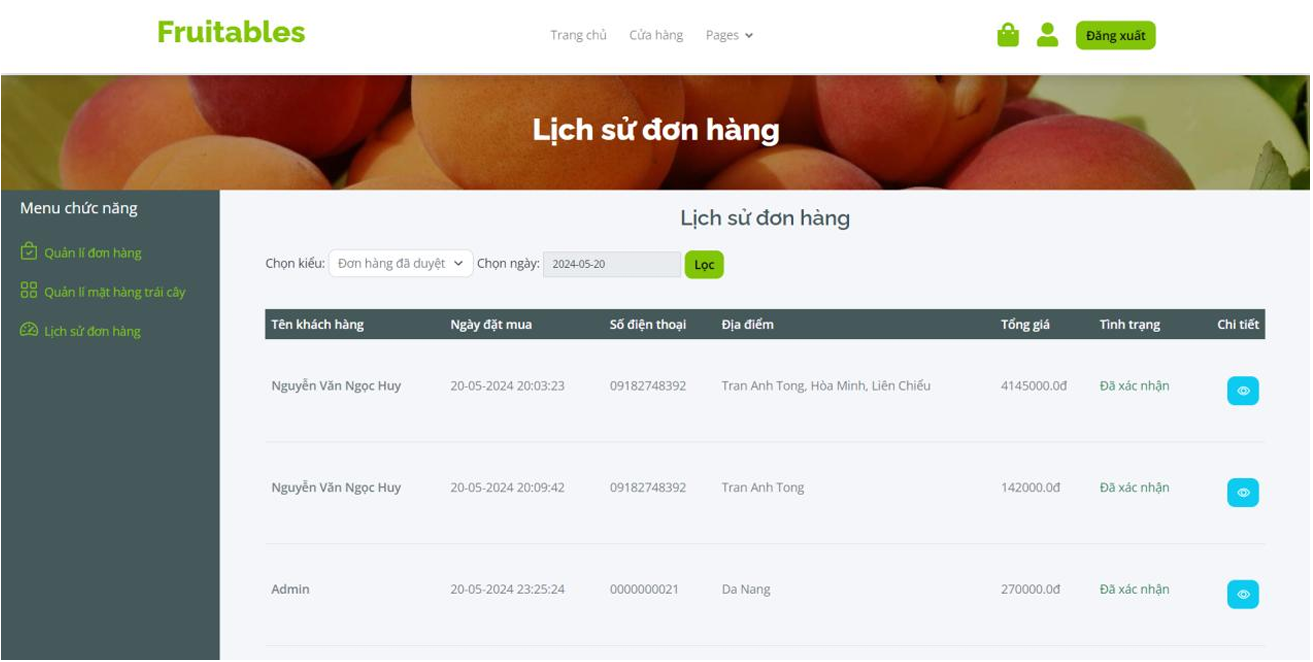 Fruitables
Trang chủ Cửa hàng Pages
Đăng xuất
Lịch sử đơn hàng
Menu chức năng
Quản lí đơn hàng
Quản lí mặt hàng trái cây
Lịch sử đơn hàng
Lịch sử đơn hàng
Chọn kiểu: Đơn hàng đã duyệt Chọn ngày: 2024-05-20 Lọc
Tên khách hàng Ngày đặt mua Số điện thoại Địa điểm Tổng giá Tình trạng Chi tiết
Nguyễn Văn Ngọc Huy 20-05-2024 20:03:23 09182748392 Tran Anh Tong, Hòa Minh, Liên Chiểu 4145000.0đ Đã xác nhận
Nguyễn Văn Ngọc Huy 20-05-2024 20:09:42 09182748392 Tran Anh Tong 142000.0đ Đã xác nhận
Admin 20-05-2024 23:25:24 0000000021 Da Nang 270000.0đ Đã xác nhận